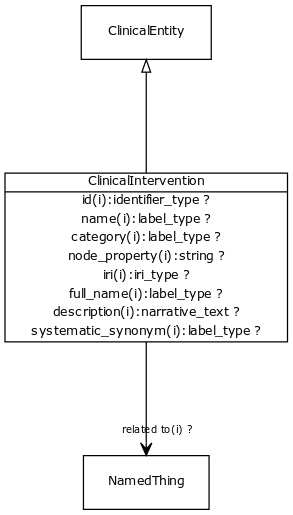 ClinicalEntity
ClinicalIntervention
id(i):identifier_type ?
name(i):label_type ?
category(i):label_type ?
node_property(i):string ?
iri(i):iri_type ?
full_name(i):label_type ?
description(i):narrative_text ?
systematic_synonym(i):label_type ?
related to(i) ?
NamedThing